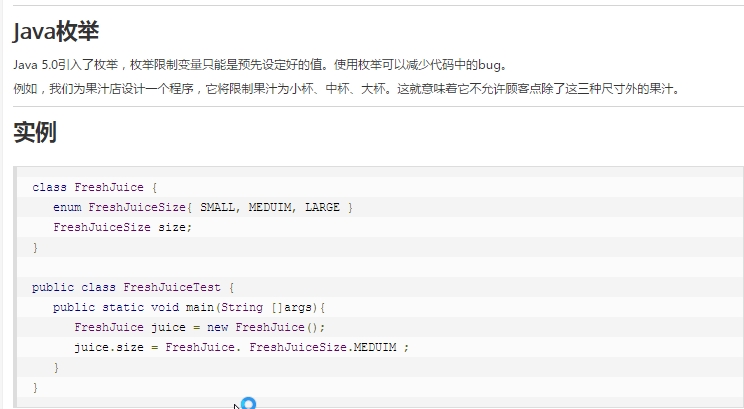 Java枚举
Java 5.0引入了枚举，枚举限制变量只能是预先设定好的值。使用枚举可以减少代码中的bug。
例如，我们为果汁店设计一个程序，它将限制果汁为小杯、中杯、大杯。这就意味着它不允许顾客点除了这三种尺寸外的果汁。
实例
class FreshJuice {
   enum FreshJuiceSize{ SMALL, MEDUIM, LARGE }
   FreshJuiceSize size;
}
public class FreshJuiceTest {
   public static void main(String []args){
      FreshJuice juice = new FreshJuice();
      juice.size = FreshJuice. FreshJuiceSize.MEDUIM ;
   }
}